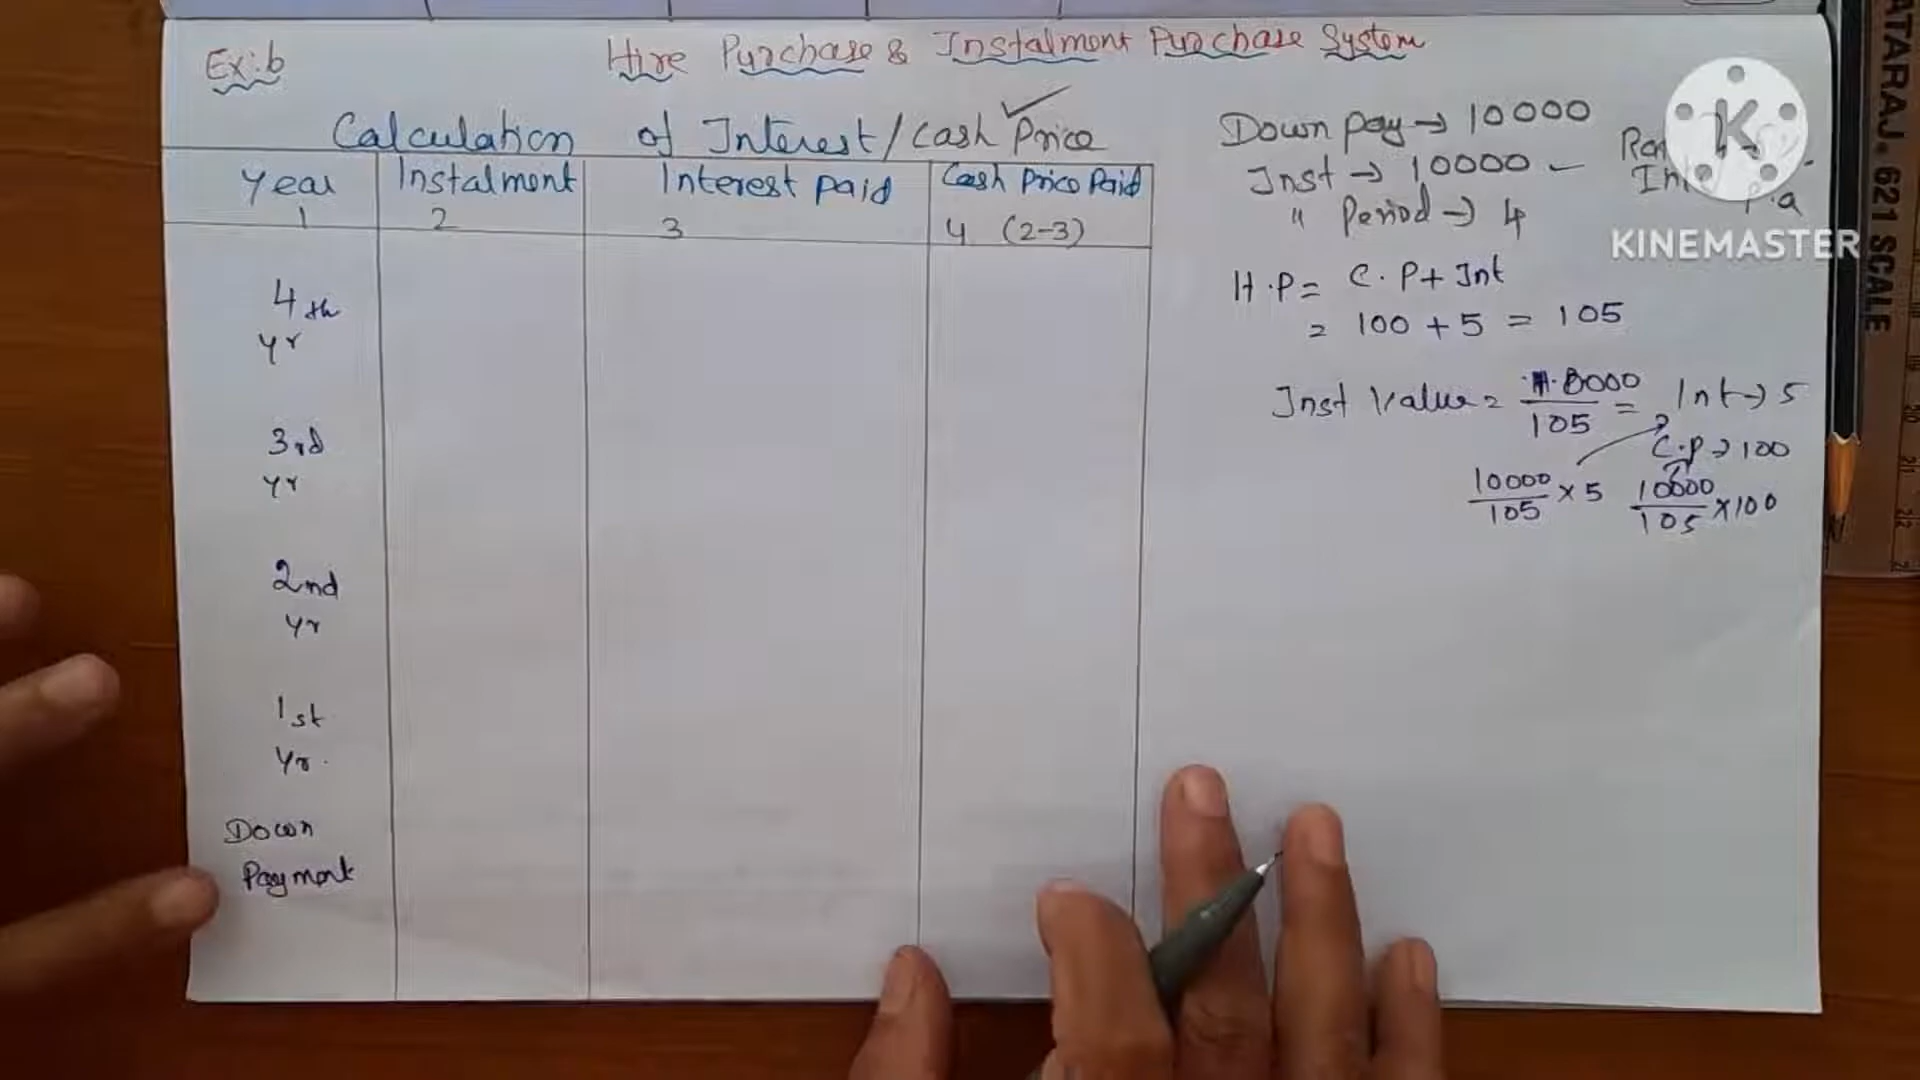 Ex:6
Hire Purchase & Instalment Purchase System
Calculation of Interest/Cash Price
Year Instalment Interest paid Cash Price Paid
1 2 3 4 (2-3)
4th
yr
3rd
yr
2nd
yr
1st
yr.
Down
Payment
Down pay→ 10000
Inst → 10000 -
" Period → 4
p.a
H.P = C.P + Int
= 100 + 5 = 105
Inst Value = 0000 / 105 = Int → 5
C.P → 100
10000 / 105 × 5 10000 / 105 × 100
KINEMASTER
NATARAJ. 621 SCALE